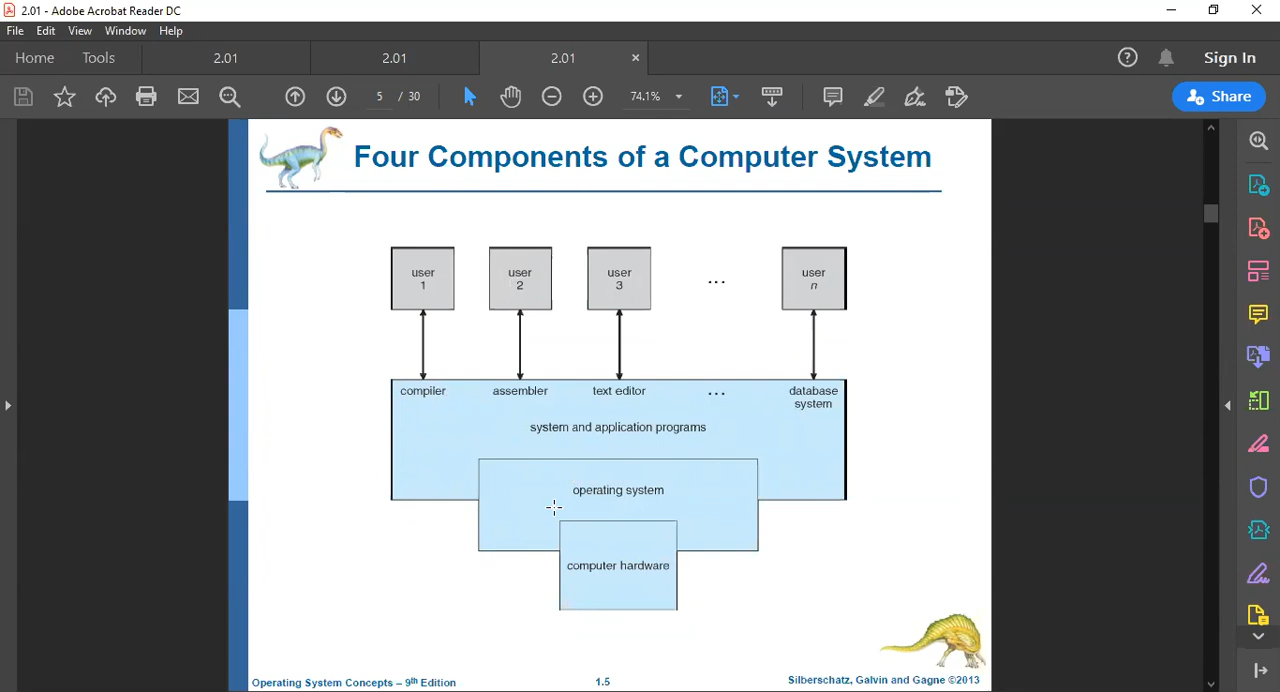 2.01 - Adobe Acrobat Reader DC
File Edit View Window Help
Home Tools 2.01 2.01 2.01 × Sign In
5 / 30 74.1% Share
Four Components of a Computer System
user 1 user 2 user 3 ... user n
compiler assembler text editor ... database system
system and application programs
operating system
computer hardware
Operating System Concepts – 9th Edition 1.5 Silberschatz, Galvin and Gagne ©2013